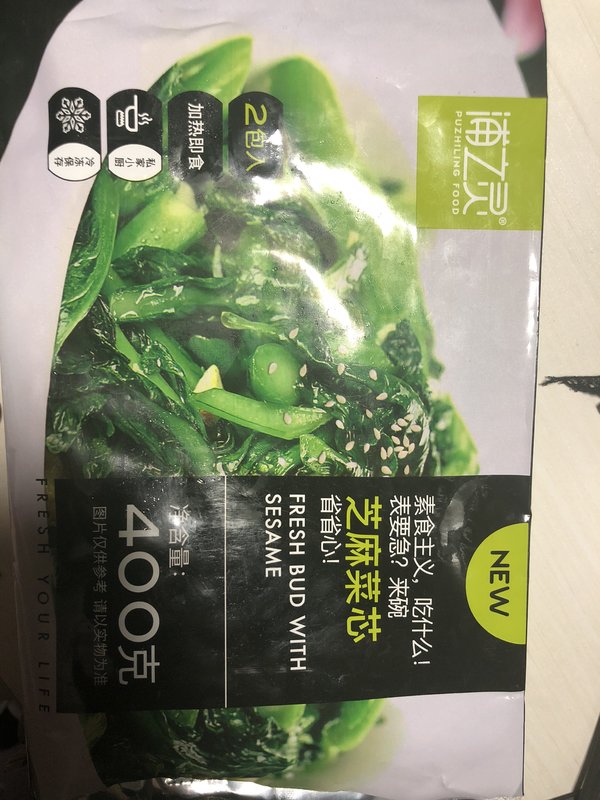 浦之灵®
PUZHILING FOOD
2包入
加热即食
私家小厨
冷冻保存
NEW
素食主义，吃什么！
表要急？来碗
芝麻菜芯
省省心！
FRESH BUD WITH
SESAME
净含量：
400克
图片仅供参考 请以实物为准
FRESH YOUR LIFE